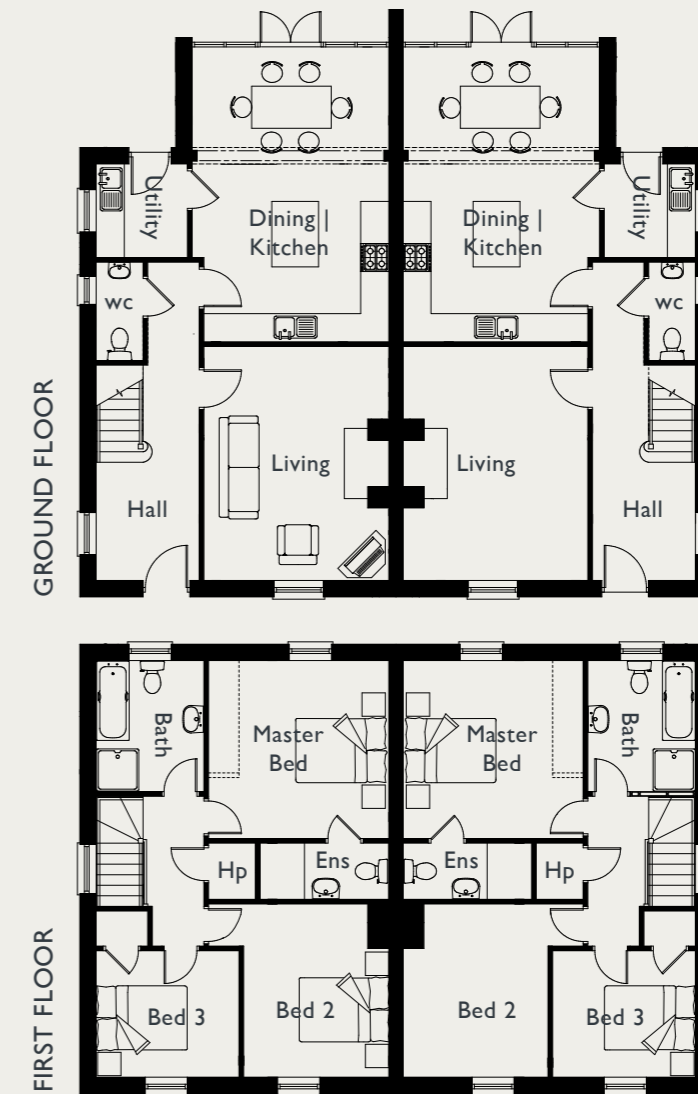 GROUND FLOOR
Utility
Dining |
Kitchen
Dining |
Kitchen
Utility
wc
wc
Living
Living
Hall
Hall
FIRST FLOOR
Bath
Master
Bed
Master
Bed
Bath
Hp
Ens
Ens
Hp
Bed 3
Bed 2
Bed 2
Bed 3